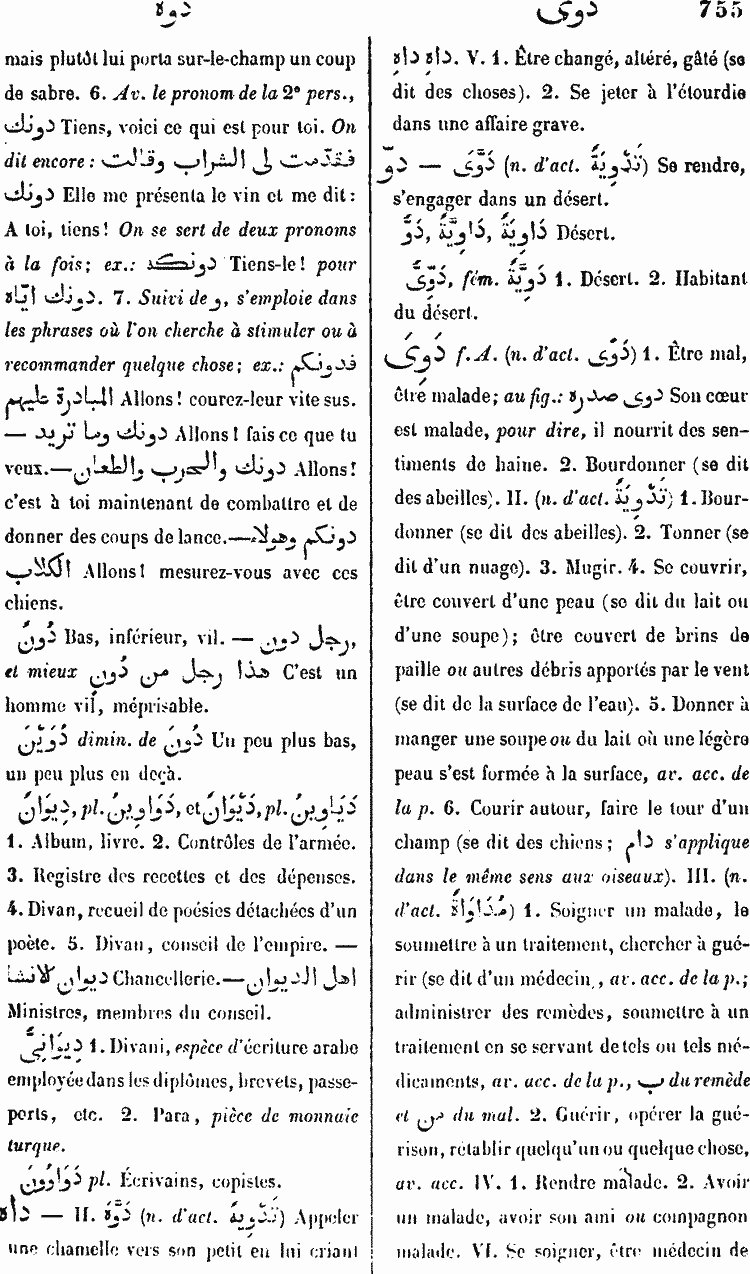 دوه
دوى
755
mais plutôt lui porta sur-le-champ un coup
de sabre. 6. Av. le pronom de la 2e pers.,
دونك Tiens, voici ce qui est pour toi. On
dit encore : فقدّمت لى الشراب وقالت
دونك Elle me présenta le vin et me dit :
A toi, tiens ! On se sert de deux pronoms
à la fois ; ex.: دونكه Tiens-le ! pour
دونك ايّاه. 7. Suivi de و, s'emploie dans
les phrases où l'on cherche à stimuler ou à
recommander quelque chose ; ex.: فدونكم
المبادرة عليهم Allons ! courez-leur vite sus.
— دونك وما تريد Allons ! fais ce que tu
veux.— دونك والحرب والطعان Allons !
c'est à toi maintenant de combattre et de
donner des coups de lance.— دونكم وهولاء
الكلاب Allons ! mesurez-vous avec ces
chiens.
دُونٌ Bas, inférieur, vil. — رجل دون,
et mieux هذا رجل من دُون C'est un
homme vil, méprisable.
دُوَيْنَ dimin. de دُونَ Un peu plus bas,
un peu plus en deçà.
دِيوَانٌ, pl. دَوَاوِينُ, et دَيْوَانٌ, pl. دَيَاوِينُ
1. Album, livre. 2. Contrôles de l'armée.
3. Registre des recettes et des dépenses.
4. Divan, recueil de poésies détachées d'un
poète. 5. Divan, conseil de l'empire. —
ديوان الانشا Chancellerie.— اهل الديوان
Ministres, membres du conseil.
دِيوَانِىٌّ 1. Divani, espèce d'écriture arabe
employée dans les diplômes, brevets, passe-
ports, etc. 2. Para, pièce de monnaie
turque.
دَوَاوُونَ pl. Écrivains, copistes.
داه — II. دَوَّهَ (n. d'act. تَدْوِيهٌ) Appeler
une chamelle vers son petit en lui criant
داه داه. V. 1. Être changé, altéré, gâté (se
dit des choses). 2. Se jeter à l'étourdie
dans une affaire grave.
دوّ — دَوَّى (n. d'act. تَدْوِيَةٌ) Se rendre,
s'engager dans un désert.
دَوٌّ, دَاوِيَّةٌ, دَاوِيَةٌ Désert.
دَوِّىٌّ, fém. دَوِّيَّةٌ 1. Désert. 2. Habitant
du désert.
دَوِىَ f. A. (n. d'act. دَوًى) 1. Être mal,
être malade ; au fig.: دوى صدره Son cœur
est malade, pour dire, il nourrit des sen-
timents de haine. 2. Bourdonner (se dit
des abeilles). II. (n. d'act. تَدْوِيَةٌ) 1. Bour-
donner (se dit des abeilles). 2. Tonner (se
dit d'un nuage). 3. Mugir. 4. Se couvrir,
être couvert d'une peau (se dit du lait ou
d'une soupe) ; être couvert de brins de
paille ou autres débris apportés par le vent
(se dit de la surface de l'eau). 5. Donner à
manger une soupe ou du lait où une légère
peau s'est formée à la surface, av. acc. de
la p. 6. Courir autour, faire le tour d'un
champ (se dit des chiens ; دام s'applique
dans le même sens aux oiseaux). III. (n.
d'act. مُدَاوَاةٌ) 1. Soigner un malade, le
soumettre à un traitement, chercher à gué-
rir (se dit d'un médecin, av. acc. de la p.;
administrer des remèdes, soumettre à un
traitement en se servant de tels ou tels mé-
dicaments, av. acc. de la p., ب du remède
et من du mal. 2. Guérir, opérer la gué-
rison, rétablir quelqu'un ou quelque chose,
av. acc. IV. 1. Rendre malade. 2. Avoir
un malade, avoir son ami ou compagnon
malade. VI. Se soigner, être médecin de